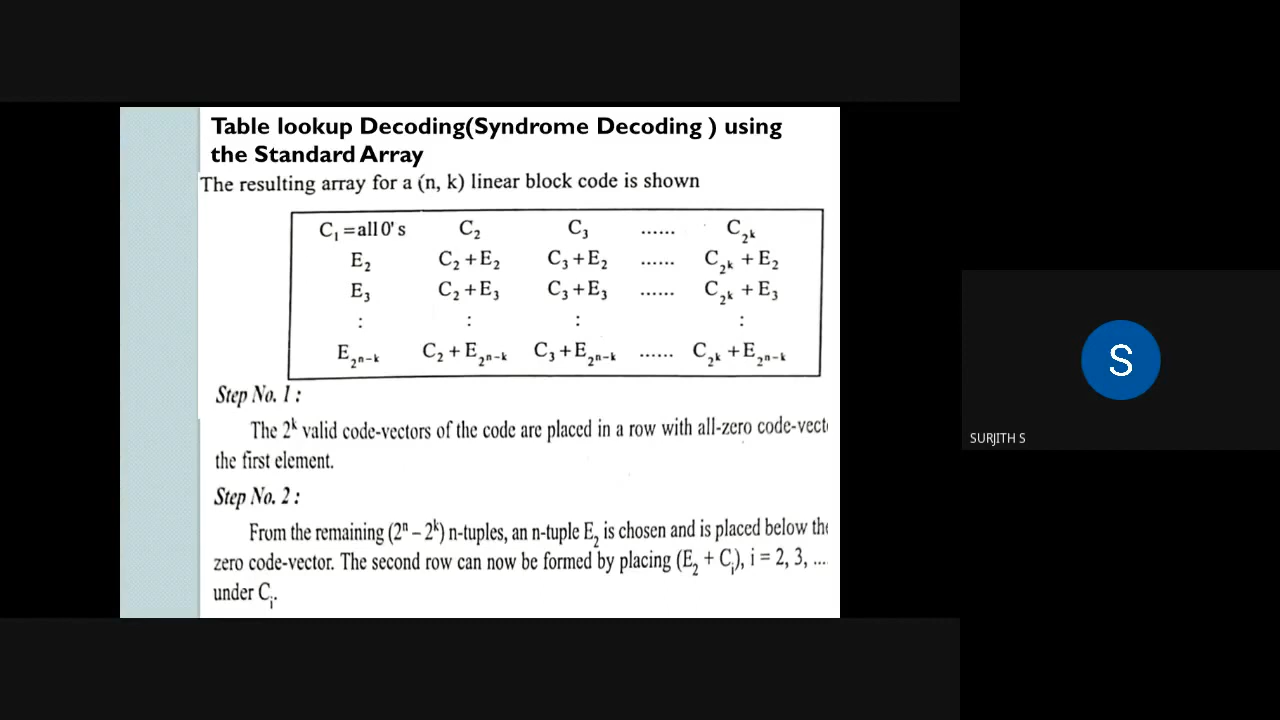 Table lookup Decoding(Syndrome Decoding ) using
the Standard Array
The resulting array for a (n, k) linear block code is shown
C₁ =all 0's C₂ C₃ ...... C₂ᵏ
E₂ C₂+E₂ C₃+E₂ ...... C₂ᵏ +E₂
E₃ C₂+E₃ C₃+E₃ ...... C₂ᵏ +E₃
: : : :
E₂ⁿ⁻ᵏ C₂+E₂ⁿ⁻ᵏ C₃+E₂ⁿ⁻ᵏ ...... C₂ᵏ +E₂ⁿ⁻ᵏ
Step No. 1 :
The 2ᵏ valid code-vectors of the code are placed in a row with all-zero code-vect
the first element.
Step No. 2 :
From the remaining (2ⁿ – 2ᵏ) n-tuples, an n-tuple E₂ is chosen and is placed below the
zero code-vector. The second row can now be formed by placing (E₂ + Cᵢ), i = 2, 3, ....
under Cᵢ.
S
SURJITH S